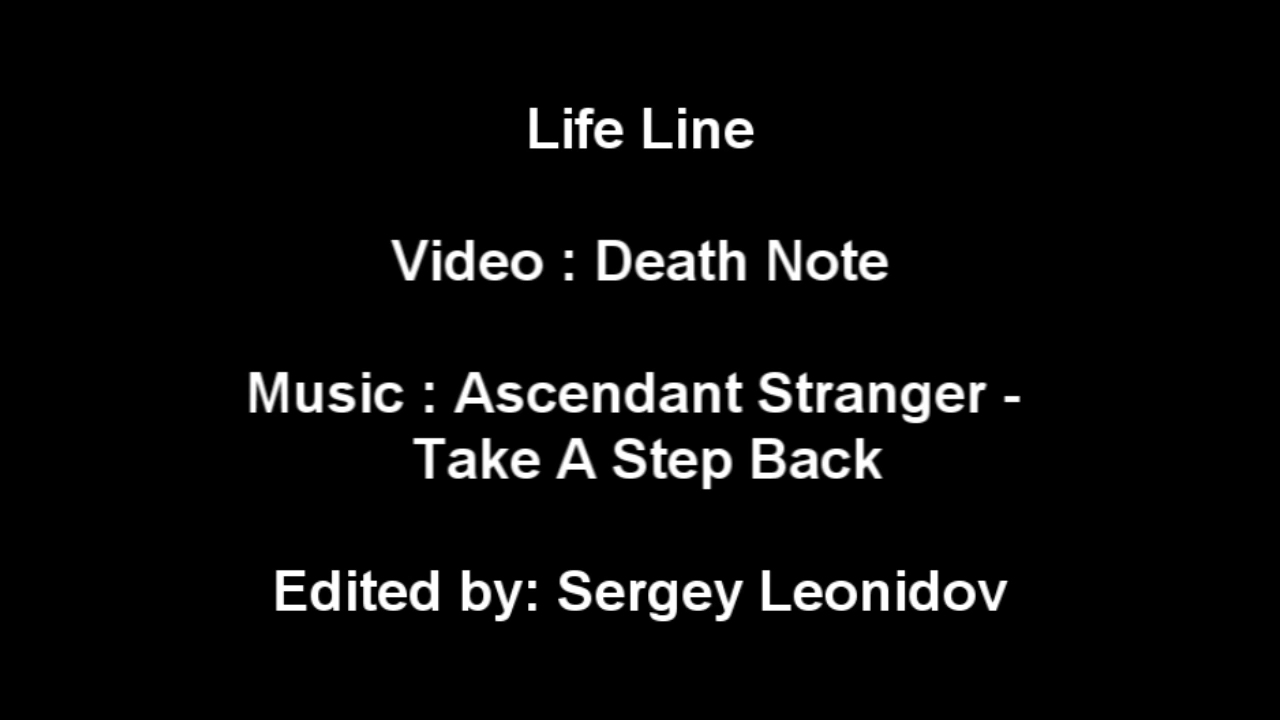 Life Line
Video : Death Note
Music : Ascendant Stranger -
Take A Step Back
Edited by: Sergey Leonidov